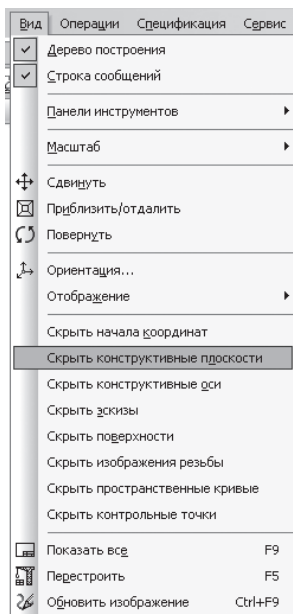 Вид Операции Спецификация Сервис
Дерево построения
Строка сообщений
Панели инструментов
Масштаб
Сдвинуть
Приблизить/отдалить
Повернуть
Ориентация...
Отображение
Скрыть начала координат
Скрыть конструктивные плоскости
Скрыть конструктивные оси
Скрыть эскизы
Скрыть поверхности
Скрыть изображения резьбы
Скрыть пространственные кривые
Скрыть контрольные точки
Показать все F9
Перестроить F5
Обновить изображение Ctrl+F9